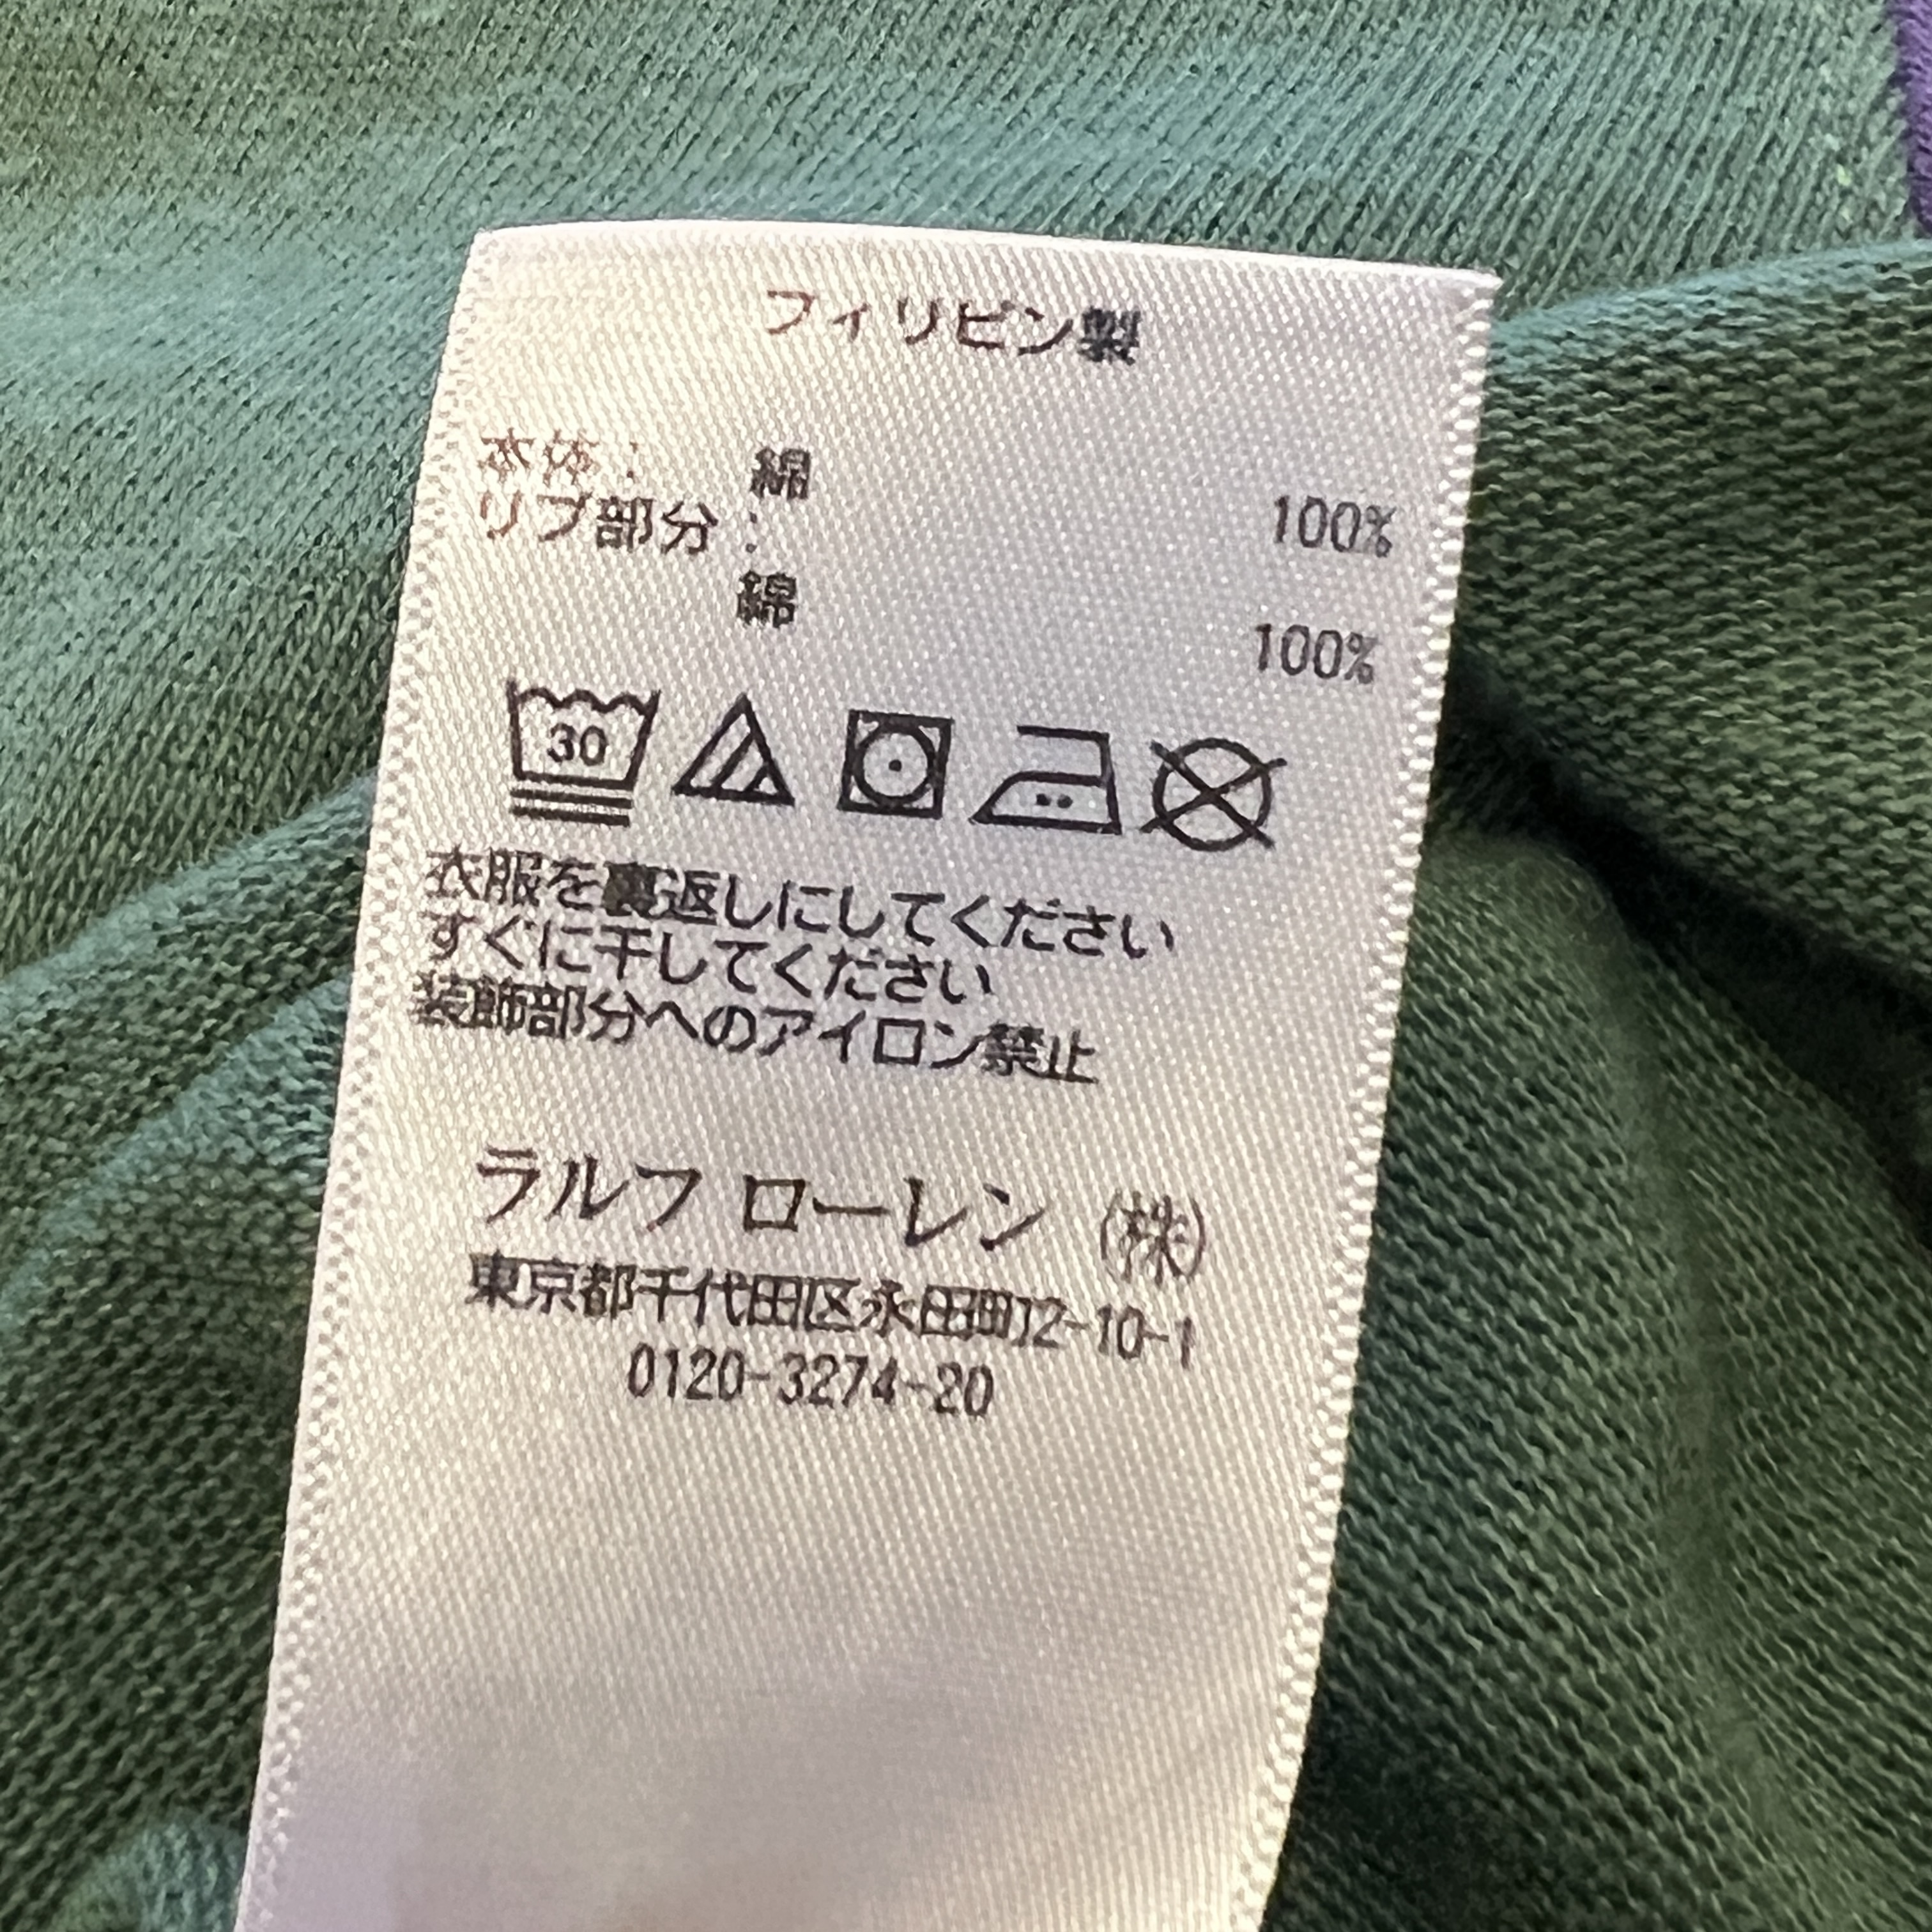 フィリピン製
本体: 綿 100%
リブ部分:
綿 100%
30
衣服を裏返しにしてください
すぐに干してください
装飾部分へのアイロン禁止
ラルフ ローレン (株)
東京都千代田区永田町2-10-1
0120-3274-20